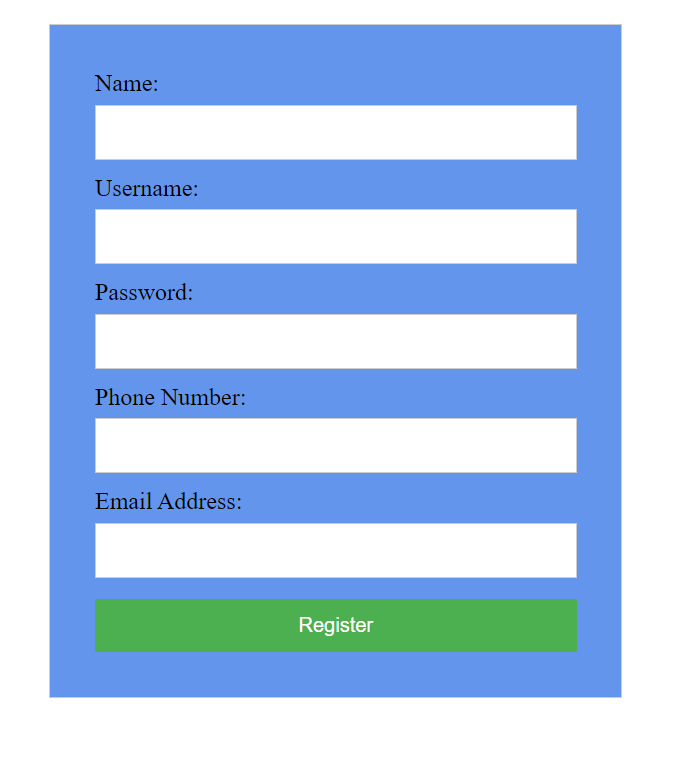 Name:
Username:
Password:
Phone Number:
Email Address:
Register